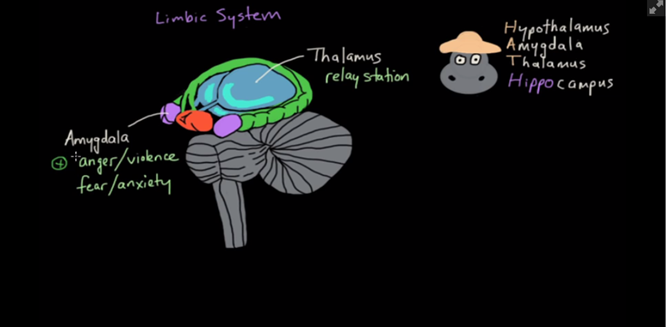 Limbic System
Thalamus
relay station
Amygdala
+ anger/violence
fear/anxiety
Hypothalamus
Amygdala
Thalamus
Hippocampus